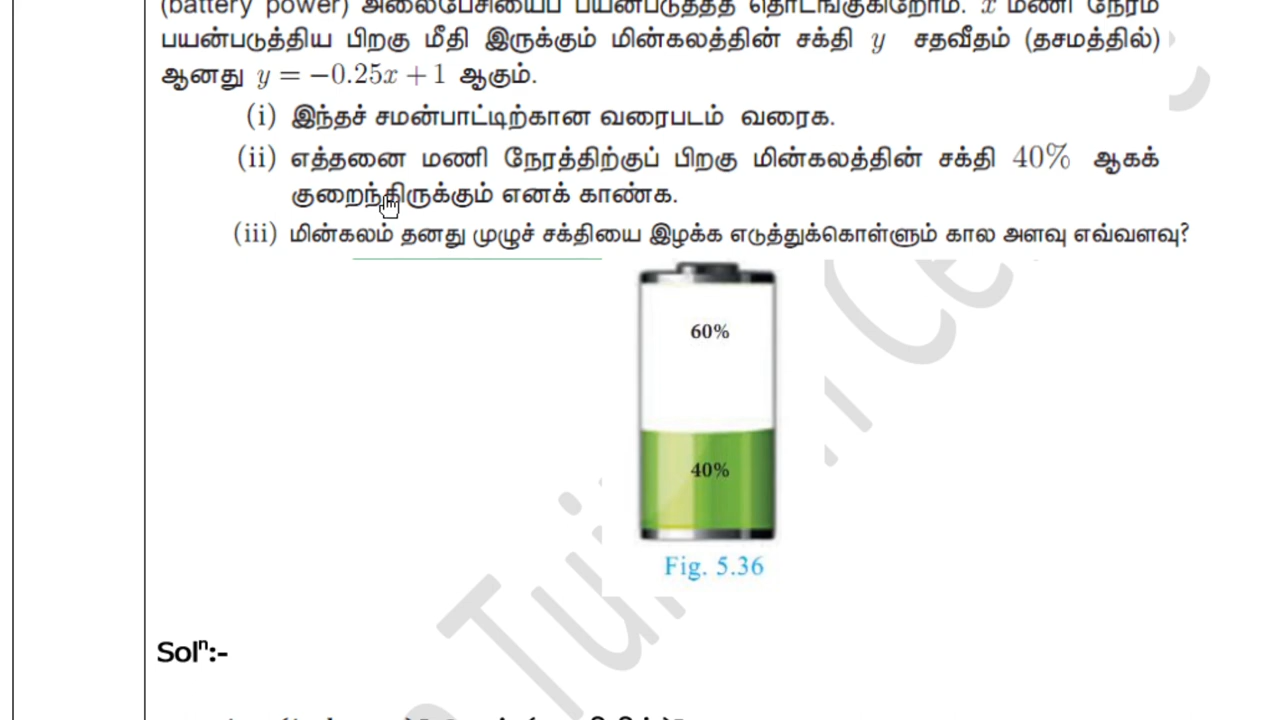 (battery power) அலைபேசியைப் பயன்படுத்தத் தொடங்குகிறோம். x மணி நேரம்
பயன்படுத்திய பிறகு மீதி இருக்கும் மின்கலத்தின் சக்தி y சதவீதம் (தசமத்தில்)
ஆனது y = −0.25x + 1 ஆகும்.
(i) இந்தச் சமன்பாட்டிற்கான வரைபடம் வரைக.
(ii) எத்தனை மணி நேரத்திற்குப் பிறகு மின்கலத்தின் சக்தி 40% ஆகக்
குறைந்திருக்கும் எனக் காண்க.
(iii) மின்கலம் தனது முழுச் சக்தியை இழக்க எடுத்துக்கொள்ளும் கால அளவு எவ்வளவு?
60%
40%
Fig. 5.36
Solⁿ:-